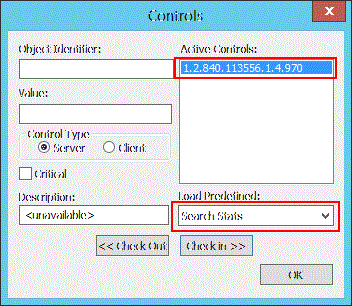 Controls
x
Object Identifier:
Active Controls:
1.2.840.113556.1.4.970
Value:
Control Type
Server
Client
Critical
Description:
<unavailable>
Load Predefined:
Search Stats
<< Check Out
Check in >>
OK